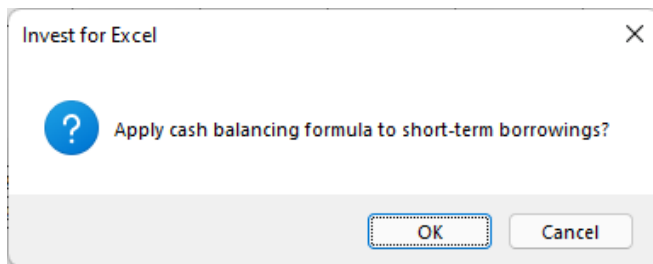 Invest for Excel
Apply cash balancing formula to short-term borrowings?
OK
Cancel